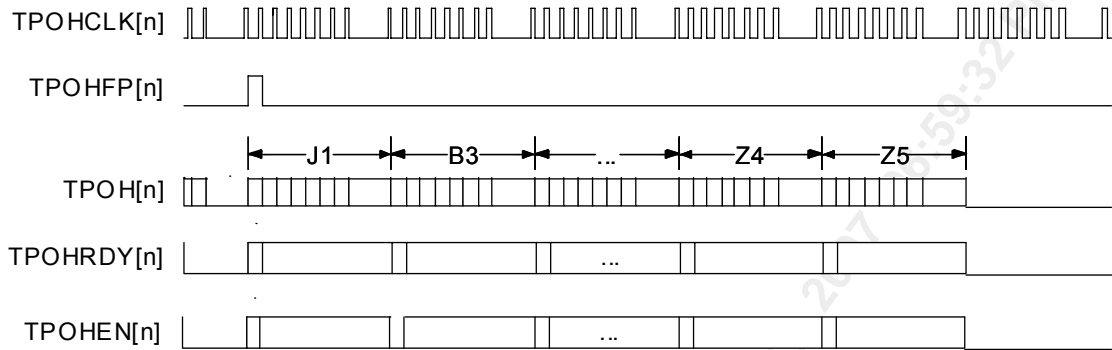 TPOHCLK[n]
TPOHFP[n]
J1 B3 ... Z4 Z5
TPOH[n]
TPOHRDY[n] ...
TPOHEN[n] ...